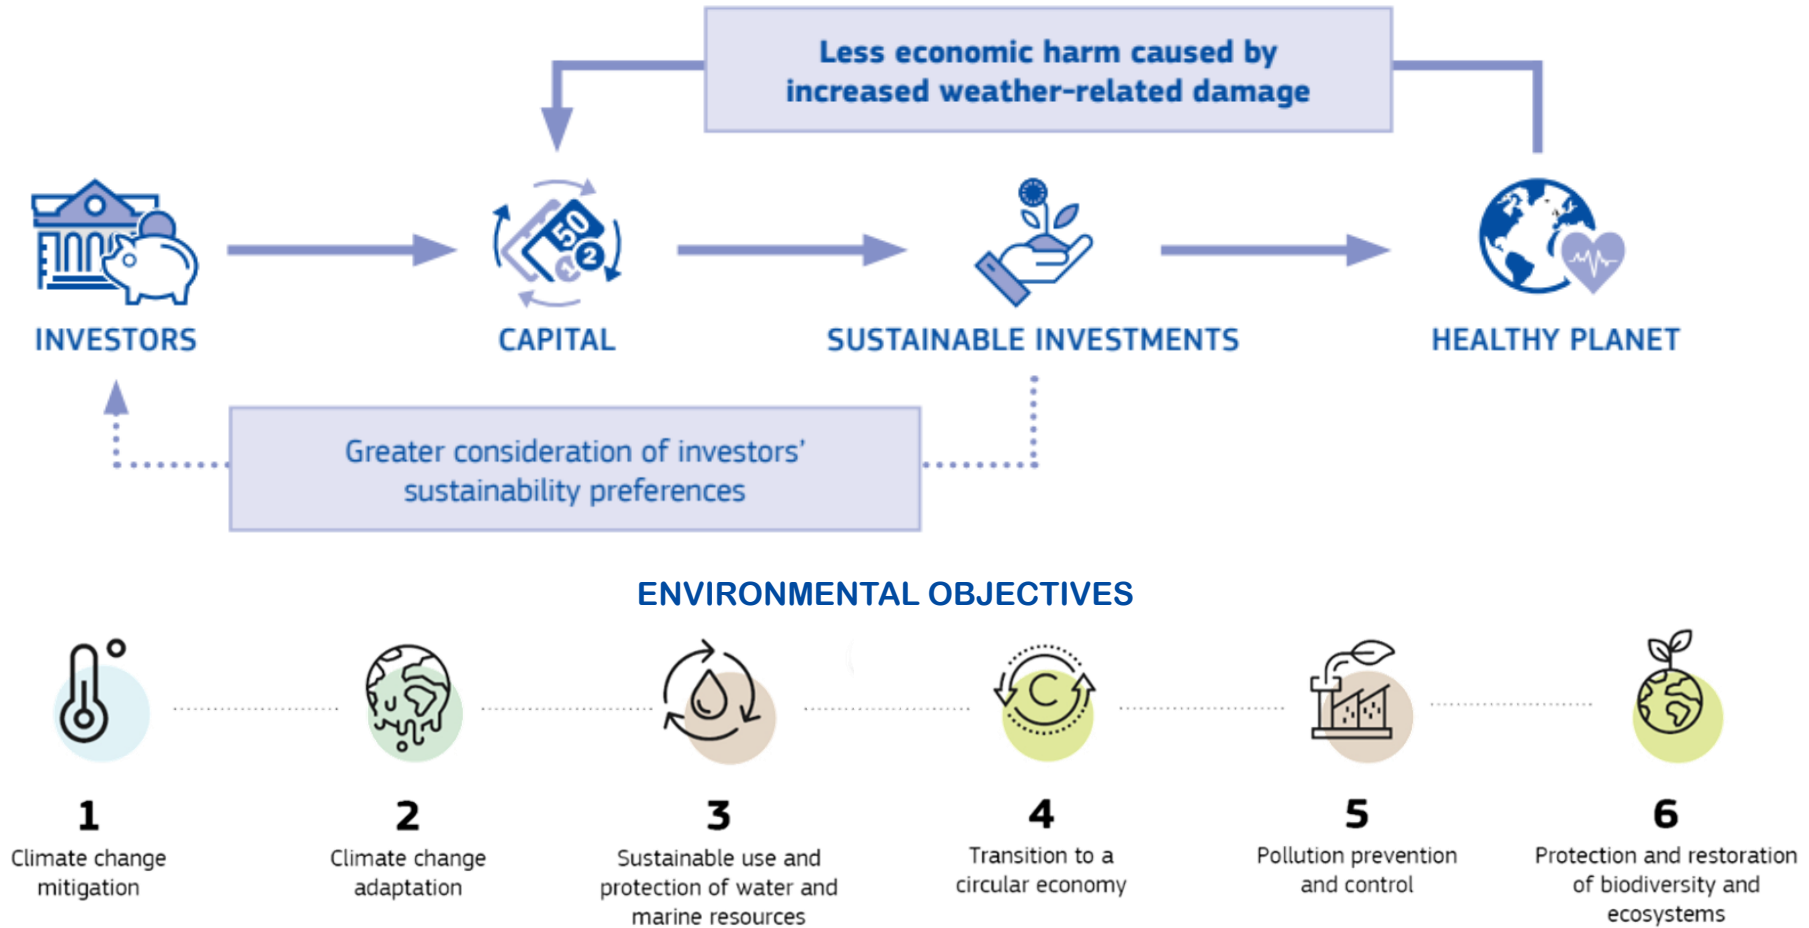 Less economic harm caused by
increased weather-related damage
50
1
2
INVESTORS
CAPITAL
SUSTAINABLE INVESTMENTS
HEALTHY PLANET
Greater consideration of investors’
sustainability preferences
ENVIRONMENTAL OBJECTIVES
C
1
Climate change
mitigation
2
Climate change
adaptation
3
Sustainable use and
protection of water and
marine resources
4
Transition to a
circular economy
5
Pollution prevention
and control
6
Protection and restoration
of biodiversity and
ecosystems